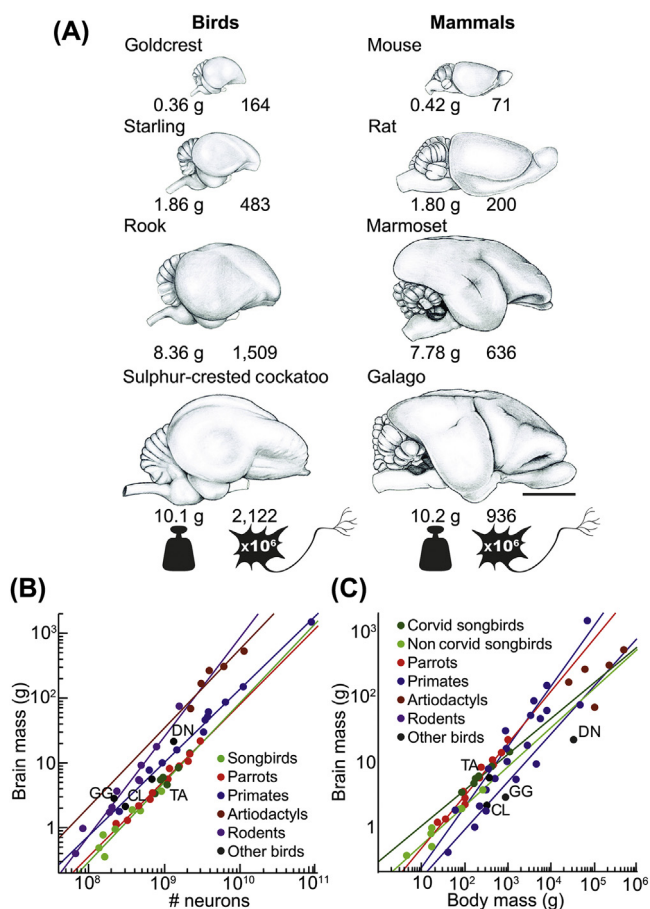 (A)
Birds Mammals
Goldcrest Mouse
0.36 g 164 0.42 g 71
Starling Rat
1.86 g 483 1.80 g 200
Rook Marmoset
8.36 g 1,509 7.78 g 636
Sulphur-crested cockatoo Galago
10.1 g 2,122 10.2 g 936
x10⁶ x10⁶
(B)
Brain mass (g)
10³
10²
10
1
DN
GG CL TA
Songbirds
Parrots
Primates
Artiodactyls
Rodents
Other birds
10⁸ 10⁹ 10¹⁰ 10¹¹
# neurons
(C)
Brain mass (g)
10³
10²
10
1
Corvid songbirds
Non corvid songbirds
Parrots
Primates
Artiodactyls
Rodents
Other birds
DN
TA
GG
CL
10 10² 10³ 10⁴ 10⁵ 10⁶
Body mass (g)